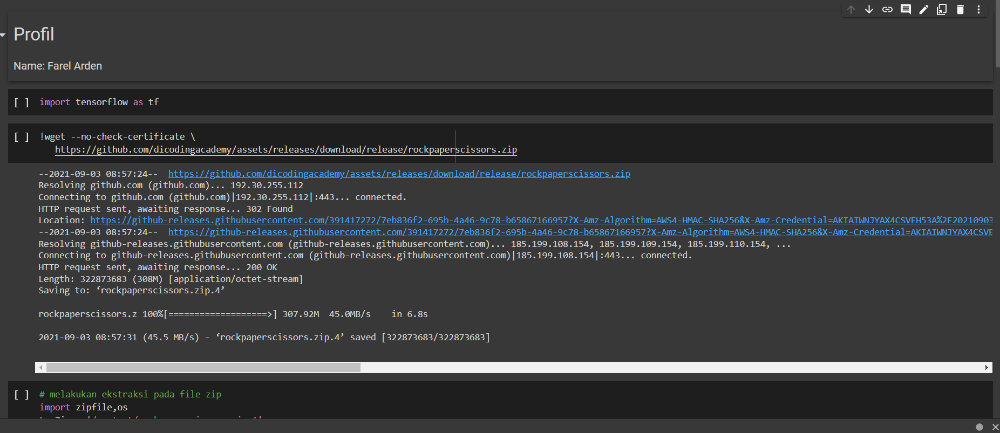 Profil
Name: Farel Arden
[ ] import tensorflow as tf
[ ] !wget --no-check-certificate \
https://github.com/dicodingacademy/assets/releases/download/release/rockpaperscissors.zip
--2021-09-03 08:57:24--  https://github.com/dicodingacademy/assets/releases/download/release/rockpaperscissors.zip
Resolving github.com (github.com)... 192.30.255.112
Connecting to github.com (github.com)|192.30.255.112|:443... connected.
HTTP request sent, awaiting response... 302 Found
Location: https://github-releases.githubusercontent.com/391417272/7eb836f2-695b-4a46-9c78-b65867166957?X-Amz-Algorithm=AWS4-HMAC-SHA256&X-Amz-Credential=AKIAIWNJYAX4CSVEH53A%2F20210903
--2021-09-03 08:57:24--  https://github-releases.githubusercontent.com/391417272/7eb836f2-695b-4a46-9c78-b65867166957?X-Amz-Algorithm=AWS4-HMAC-SHA256&X-Amz-Credential=AKIAIWNJYAX4CSVE
Resolving github-releases.githubusercontent.com (github-releases.githubusercontent.com)... 185.199.108.154, 185.199.109.154, 185.199.110.154, ...
Connecting to github-releases.githubusercontent.com (github-releases.githubusercontent.com)|185.199.108.154|:443... connected.
HTTP request sent, awaiting response... 200 OK
Length: 322873683 (308M) [application/octet-stream]
Saving to: ‘rockpaperscissors.zip.4’
rockpaperscissors.z 100%[===================>] 307.92M  45.0MB/s    in 6.8s
2021-09-03 08:57:31 (45.5 MB/s) - ‘rockpaperscissors.zip.4’ saved [322873683/322873683]
[ ] # melakukan ekstraksi pada file zip
import zipfile,os